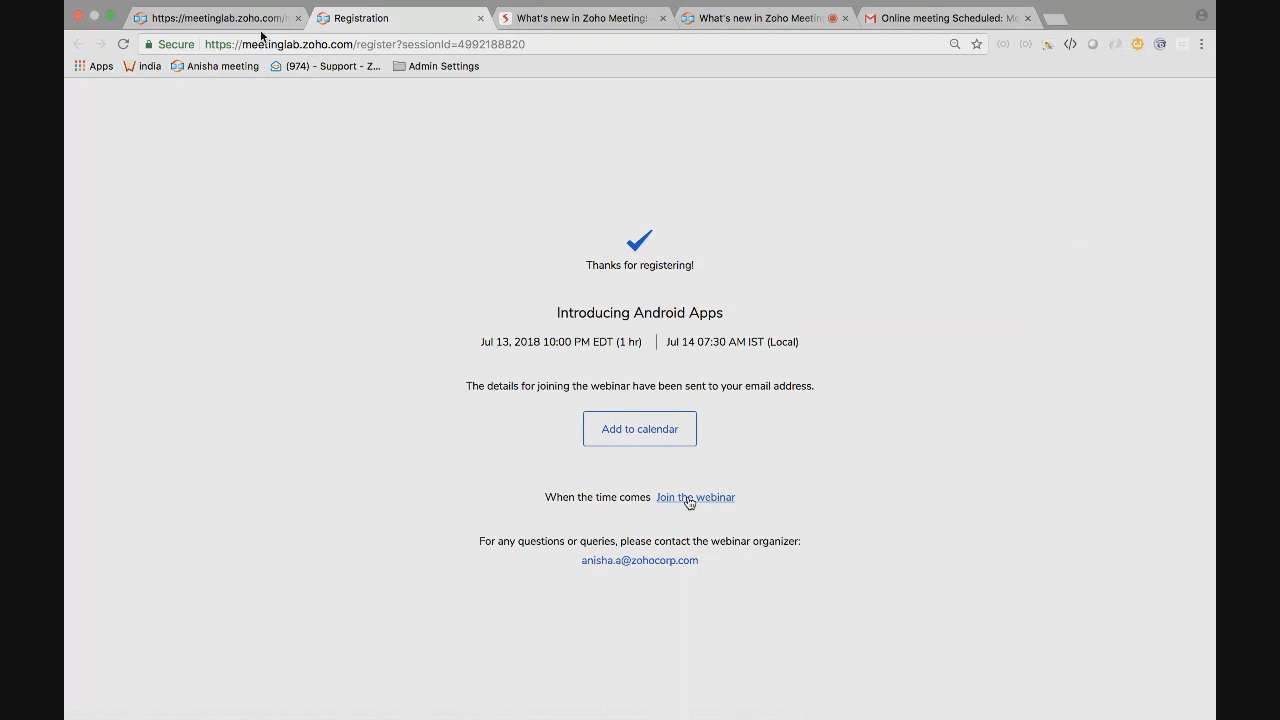 https://meetinglab.zoho.com/m
Registration
What's new in Zoho Meeting! -
What's new in Zoho Meetin
Online meeting Scheduled: Me
Secure https://meetinglab.zoho.com/register?sessionId=4992188820
Apps india Anisha meeting (974) - Support - Z... Admin Settings
Thanks for registering!
Introducing Android Apps
Jul 13, 2018 10:00 PM EDT (1 hr) | Jul 14 07:30 AM IST (Local)
The details for joining the webinar have been sent to your email address.
Add to calendar
When the time comes Join the webinar
For any questions or queries, please contact the webinar organizer:
anisha.a@zohocorp.com